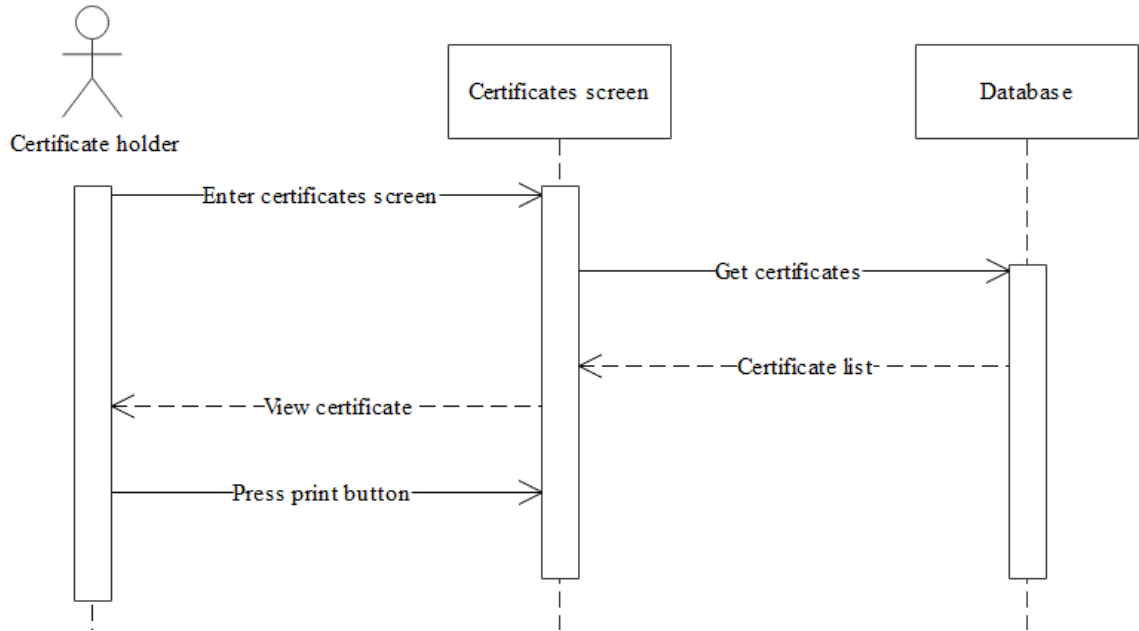 Certificate holder
Certificates screen
Database
Enter certificates screen
Get certificates
Certificate list
View certificate
Press print button